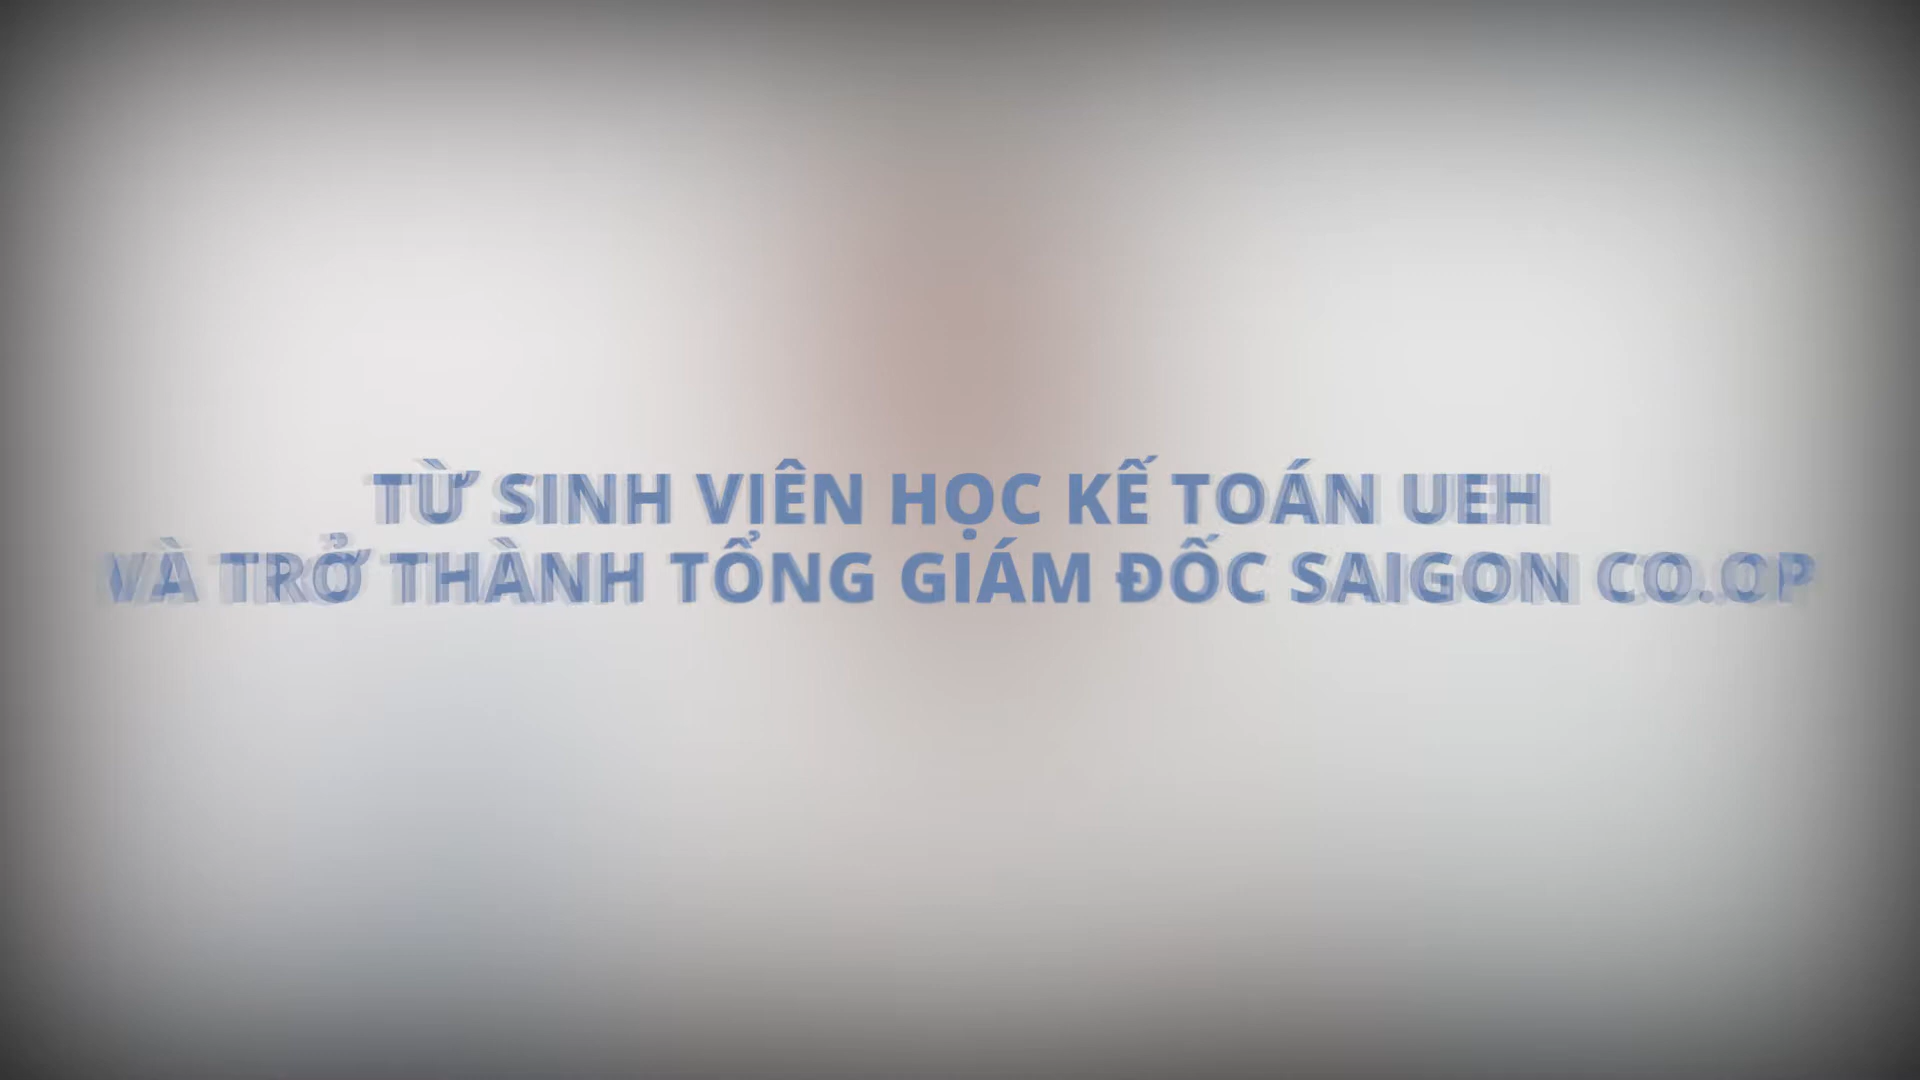 TỪ SINH VIÊN HỌC KẾ TOÁN UEH
VÀ TRỞ THÀNH TỔNG GIÁM ĐỐC SAIGON CO.OP